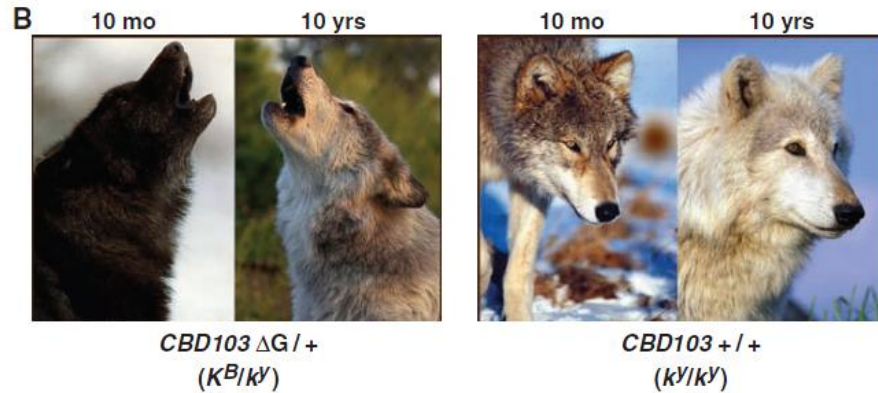 B
10 mo 10 yrs 10 mo 10 yrs
CBD103 ΔG / + CBD103 + / +
(K^B/k^y) (k^y/k^y)